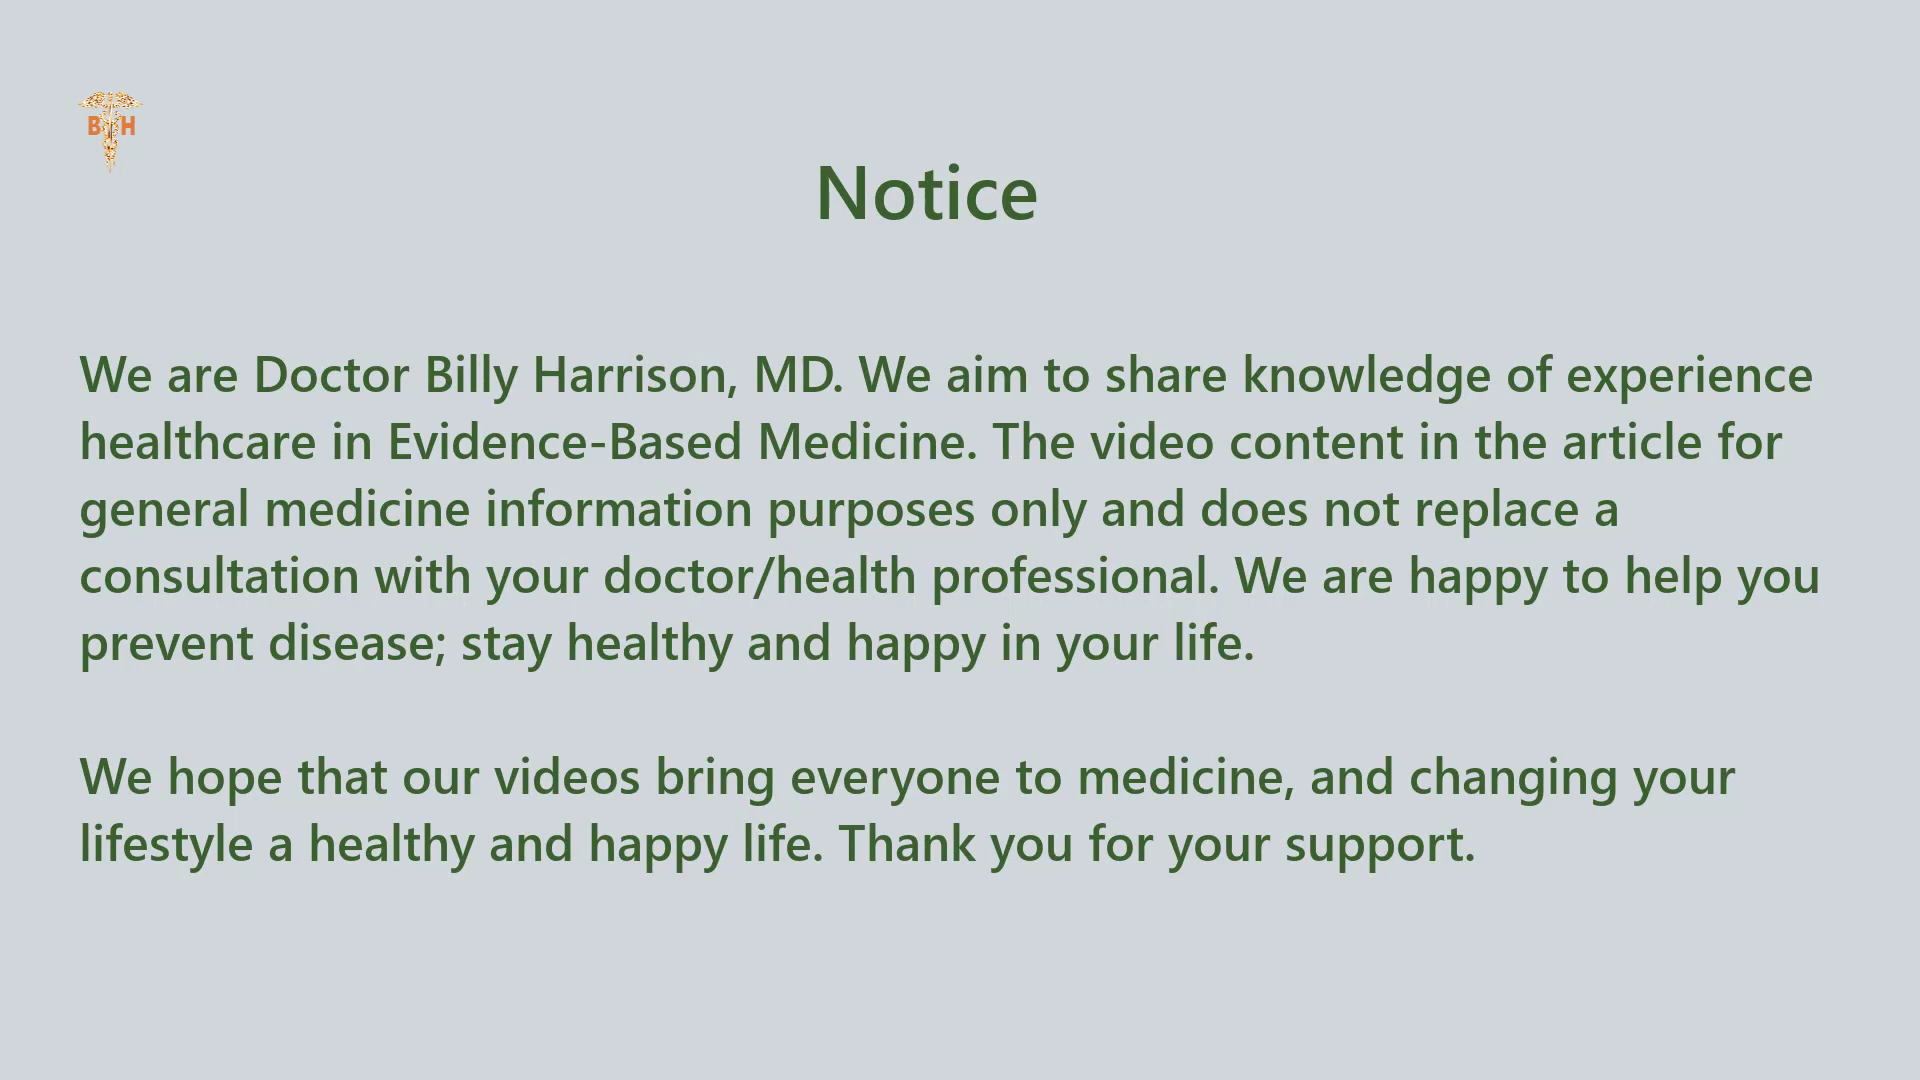 B H
Notice
We are Doctor Billy Harrison, MD. We aim to share knowledge of experience
healthcare in Evidence-Based Medicine. The video content in the article for
general medicine information purposes only and does not replace a
consultation with your doctor/health professional. We are happy to help you
prevent disease; stay healthy and happy in your life.
We hope that our videos bring everyone to medicine, and changing your
lifestyle a healthy and happy life. Thank you for your support.